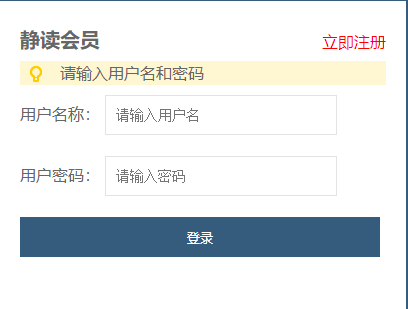 静读会员 立即注册
请输入用户名和密码
用户名称： 请输入用户名
用户密码： 请输入密码
登录